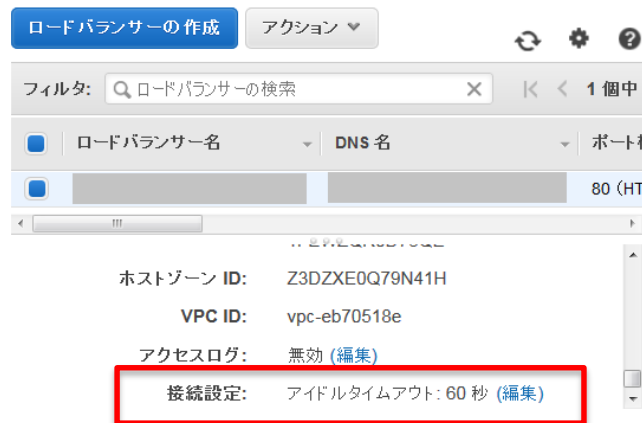 ロードバランサーの作成 アクション
フィルタ: ロードバランサーの検索 1 個中
ロードバランサー名 DNS 名 ポート
80 (HT
ホストゾーン ID: Z3DZXE0Q79N41H
VPC ID: vpc-eb70518e
アクセスログ: 無効 (編集)
接続設定: アイドルタイムアウト: 60 秒 (編集)